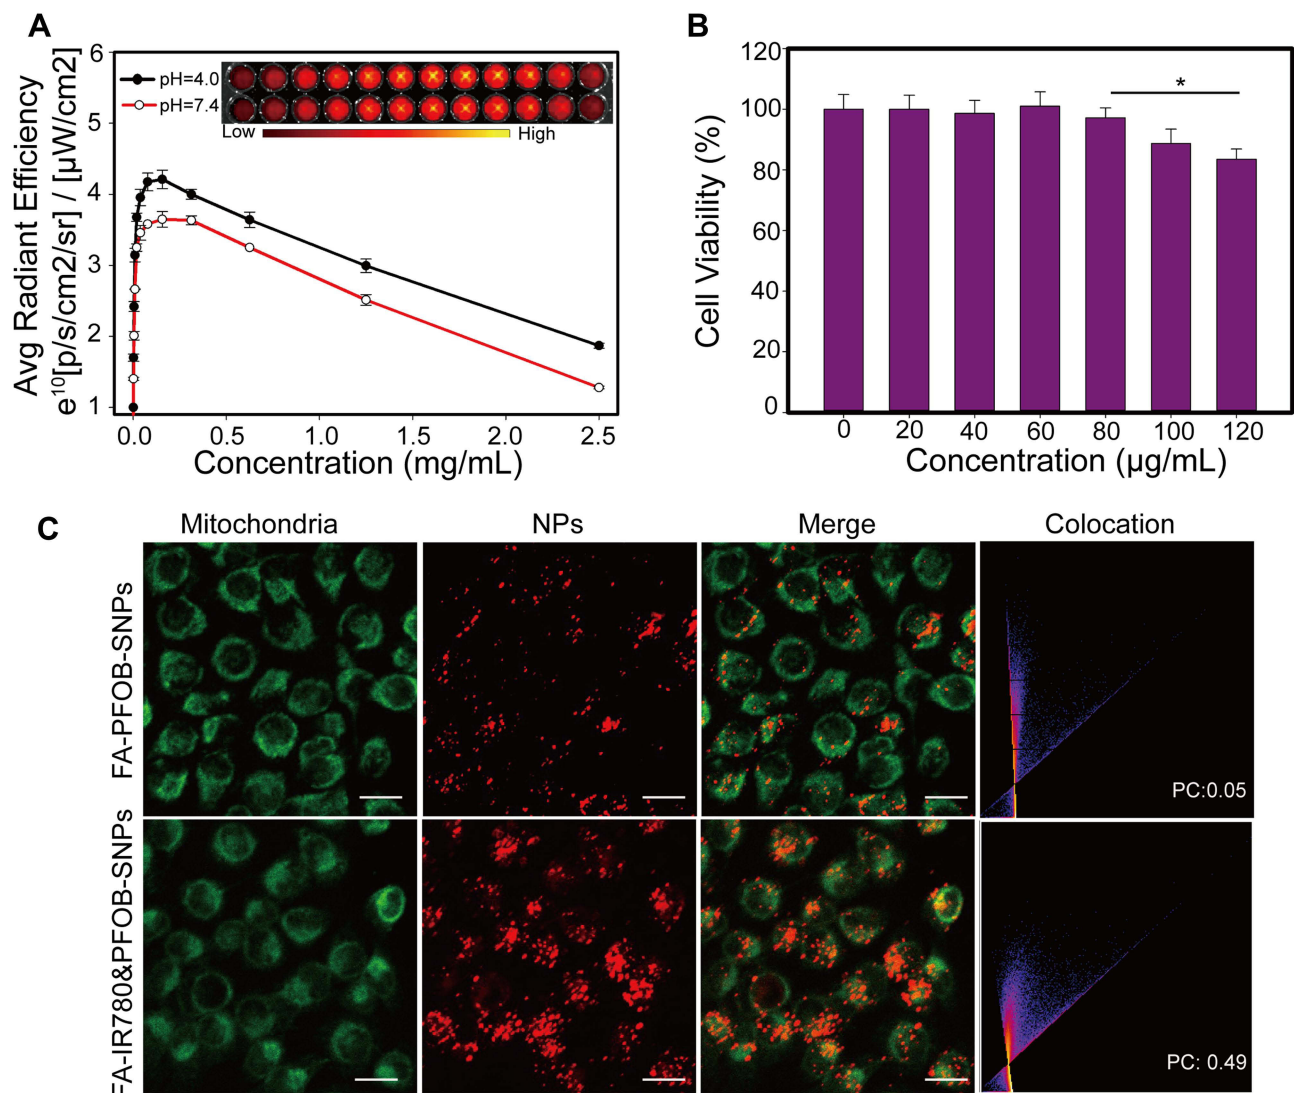 A
Avg Radiant Efficiency
e10[p/s/cm2/sr] / [µW/cm2]
6
5
4
3
2
1
pH=4.0
pH=7.4
Low
High
0.0 0.5 1.0 1.5 2.0 2.5
Concentration (mg/mL)
B
Cell Viability (%)
120
100
80
60
40
20
0
*
0 20 40 60 80 100 120
Concentration (µg/mL)
C
Mitochondria NPs Merge Colocation
FA-PFOB-SNPs
PC:0.05
FA-IR780&PFOB-SNPs
PC: 0.49